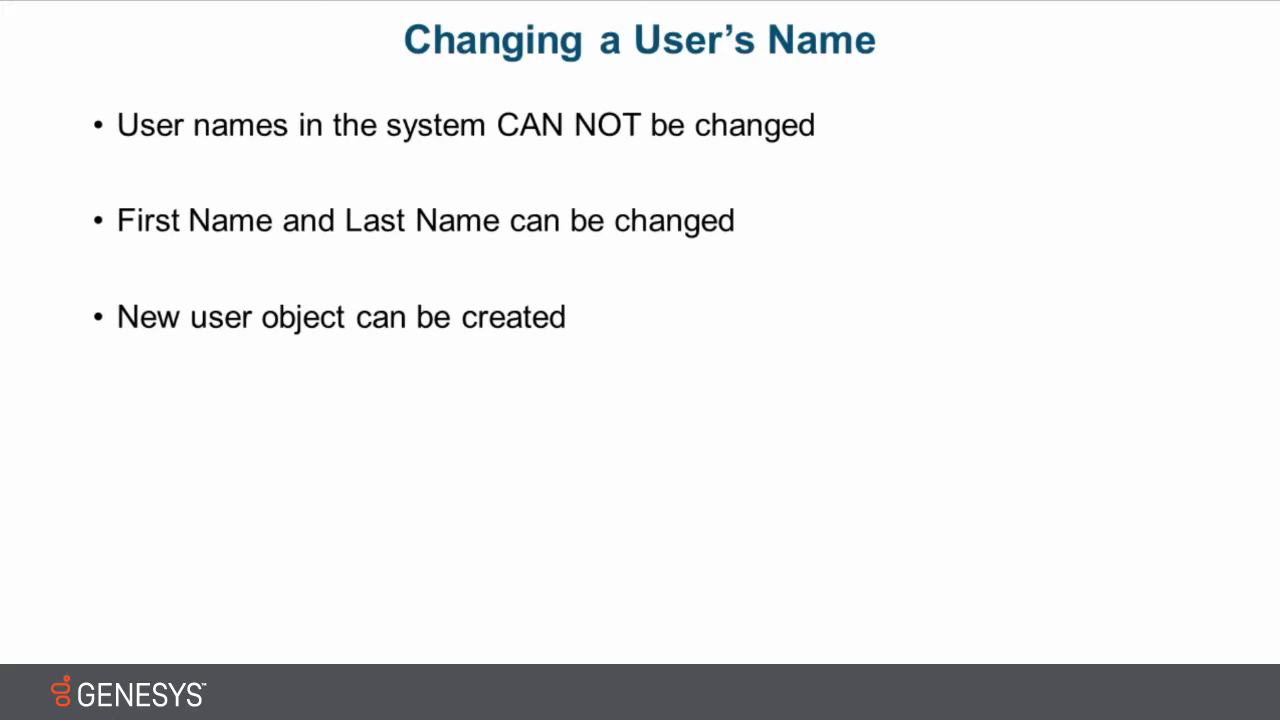 Changing a User's Name
• User names in the system CAN NOT be changed
• First Name and Last Name can be changed
• New user object can be created
GENESYS™